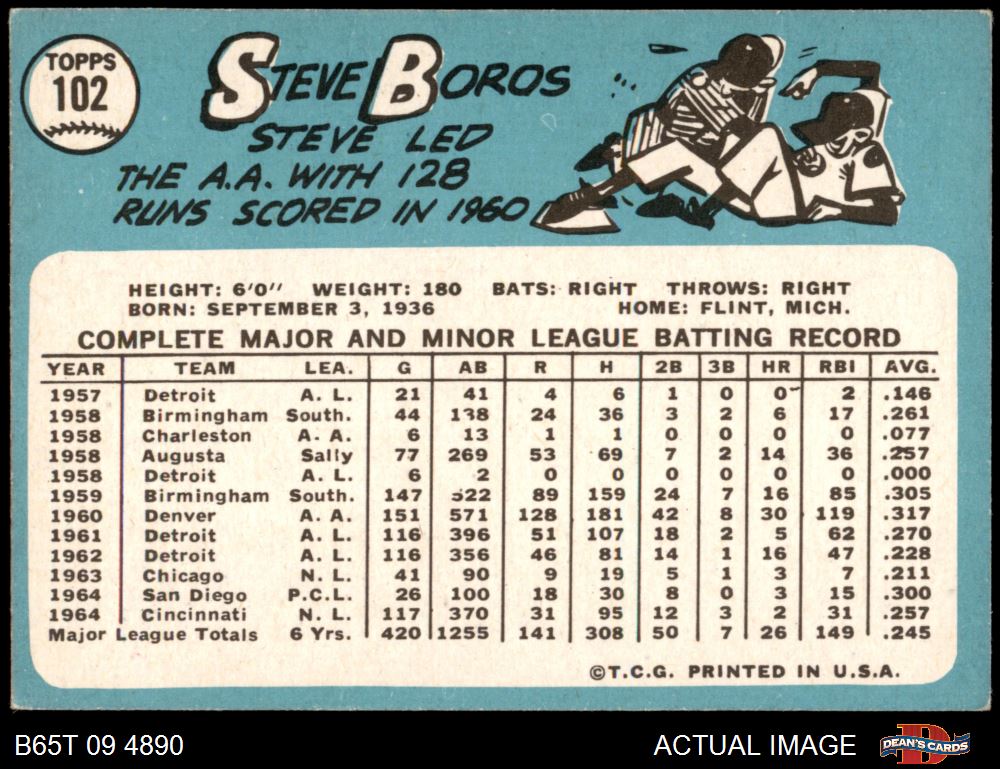 TOPPS
102
STEVE BOROS
STEVE LED
THE A.A. WITH 128
RUNS SCORED IN 1960
HEIGHT: 6'0" WEIGHT: 180 BATS: RIGHT THROWS: RIGHT
BORN: SEPTEMBER 3, 1936 HOME: FLINT, MICH.
COMPLETE MAJOR AND MINOR LEAGUE BATTING RECORD
YEAR TEAM LEA. G AB R H 2B 3B HR RBI AVG.
1957 Detroit A. L. 21 41 4 6 1 0 0 2 .146
1958 Birmingham South. 44 138 24 36 3 2 6 17 .261
1958 Charleston A. A. 6 13 1 1 0 0 0 0 .077
1958 Augusta Sally 77 269 53 69 7 2 14 36 .257
1958 Detroit A. L. 6 2 0 0 0 0 0 0 .000
1959 Birmingham South. 147 522 89 159 24 7 16 85 .305
1960 Denver A. A. 151 571 128 181 42 8 30 119 .317
1961 Detroit A. L. 116 396 51 107 18 2 5 62 .270
1962 Detroit A. L. 116 356 46 81 14 1 16 47 .228
1963 Chicago N. L. 41 90 9 19 5 1 3 7 .211
1964 San Diego P.C.L. 26 100 18 30 8 0 3 15 .300
1964 Cincinnati N. L. 117 370 31 95 12 3 2 31 .257
Major League Totals 6 Yrs. 420 1255 141 308 50 7 26 149 .245
©T.C.G. PRINTED IN U.S.A.
B65T 09 4890 ACTUAL IMAGE DEAN'S CARDS